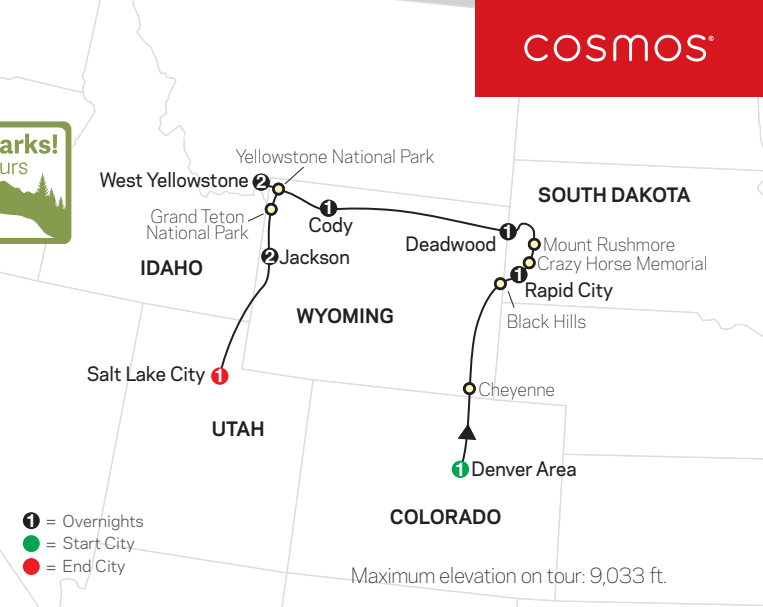 COSMOS®
arks!
urs
Yellowstone National Park
West Yellowstone 2
SOUTH DAKOTA
Grand Teton
National Park
1
Cody
1
Deadwood
Mount Rushmore
Crazy Horse Memorial
IDAHO
2 Jackson
1
Rapid City
WYOMING
Black Hills
Salt Lake City 1
Cheyenne
UTAH
1 Denver Area
COLORADO
1 = Overnights
= Start City
= End City
Maximum elevation on tour: 9,033 ft.